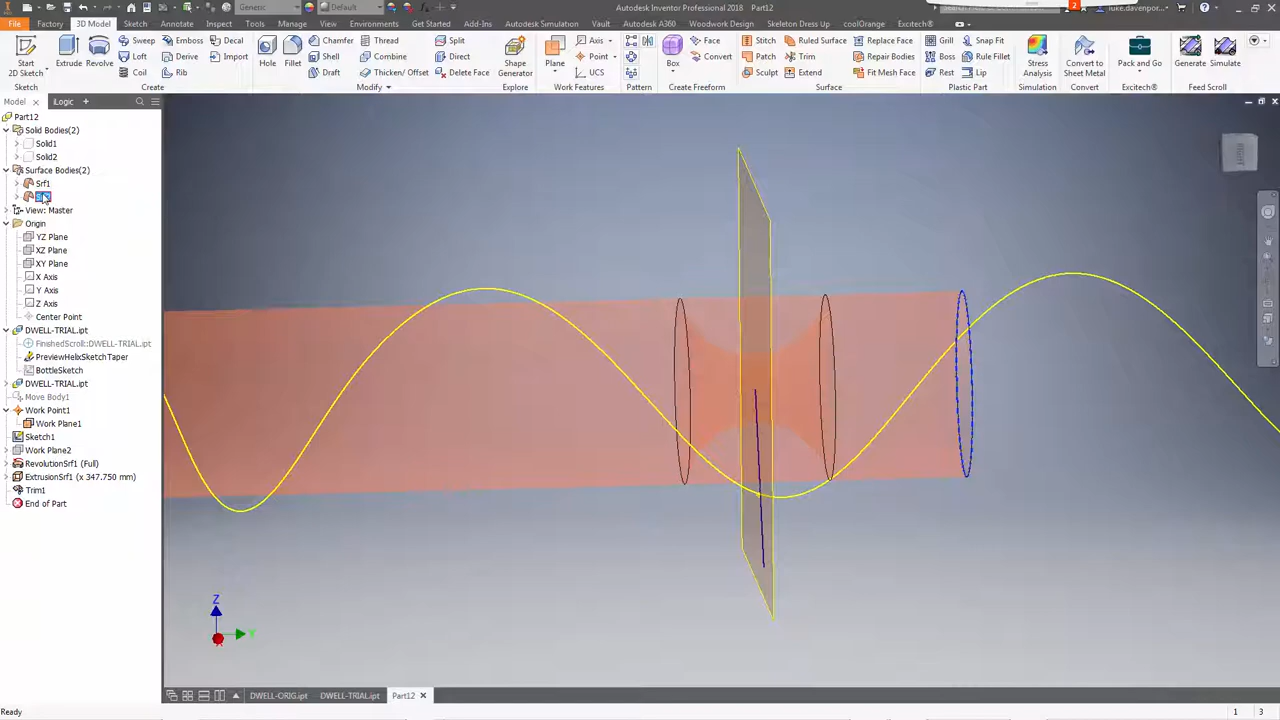 Generic Default Autodesk Inventor Professional 2018 Part12 luke.davenpor...
2
File Factory 3D Model Sketch Annotate Inspect Tools Manage View Environments Get Started Add-Ins Autodesk Simulation Vault Autodesk A360 Woodwork Design Skeleton Dress Up coolOrange Excitech®
Start 2D Sketch Extrude Revolve Sweep Emboss Decal Hole Fillet Chamfer Thread Split Shape Generator Plane Axis Box Face Stitch Ruled Surface Replace Face Grill Snap Fit Stress Analysis Convert to Sheet Metal Pack and Go Generate Simulate
Loft Derive Import Shell Combine Direct Point Convert Patch Trim Repair Bodies Boss Rule Fillet
Coil Rib Draft Thicken/ Offset Delete Face UCS Sculpt Extend Fit Mesh Face Rest Lip
Sketch Create Modify Explore Work Features Pattern Create Freeform Surface Plastic Part Simulation Convert Excitech® Feed Scroll
Model iLogic +
Part12
Solid Bodies(2)
Solid1
Solid2
Surface Bodies(2)
Srf1
View: Master
Origin
YZ Plane
XZ Plane
XY Plane
X Axis
Y Axis
Z Axis
Center Point
DWELL-TRIAL.ipt
FinishedScroll::DWELL-TRIAL.ipt
PreviewHelixSketchTaper
BottleSketch
DWELL-TRIAL.ipt
Move Body1
Work Point1
Work Plane1
Sketch1
Work Plane2
RevolutionSrf1 (Full)
ExtrusionSrf1 (x 347.750 mm)
Trim1
End of Part
Z
Y
X
DWELL-ORIG.ipt DWELL-TRIAL.ipt Part12
Ready 1 3